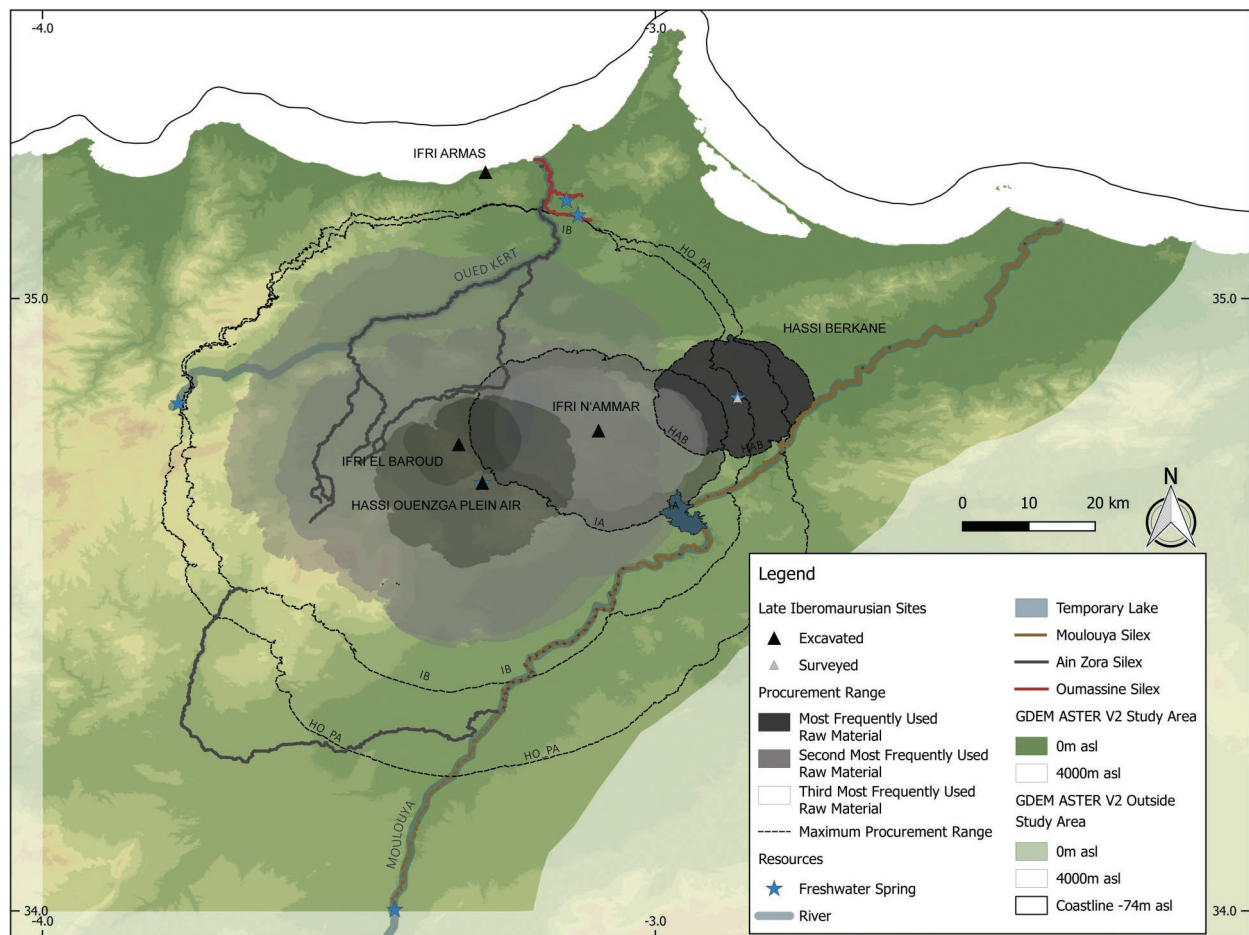 -4.0
-3.0
IFRI ARMAS
IB
HO_PA
OUED KERT
35.0
35.0
HASSI BERKANE
IFRI N'AMMAR
HAB
HAB
IFRI EL BAROUD
HASSI OUENZGA PLEIN AIR
IA
IA
N
0 10 20 km
IB
IB
HO_PA
MOULOUYA
34.0
34.0
-4.0
-3.0
Legend
Late Iberomaurusian Sites
Excavated
Surveyed
Procurement Range
Most Frequently Used
Raw Material
Second Most Frequently Used
Raw Material
Third Most Frequently Used
Raw Material
Maximum Procurement Range
Resources
Freshwater Spring
River
Temporary Lake
Moulouya Silex
Ain Zora Silex
Oumassine Silex
GDEM ASTER V2 Study Area
0m asl
4000m asl
GDEM ASTER V2 Outside
Study Area
0m asl
4000m asl
Coastline -74m asl